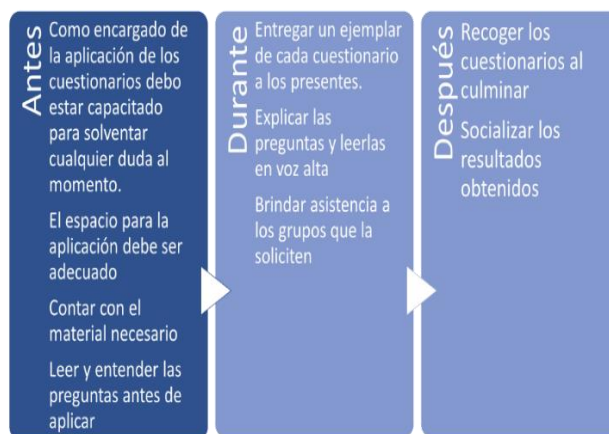 Antes
Como encargado de
la aplicación de los
cuestionarios debo
estar capacitado
para solventar
cualquier duda al
momento.
El espacio para la
aplicación debe ser
adecuado
Contar con el
material necesario
Leer y entender las
preguntas antes de
aplicar
Durante
Entregar un ejemplar
de cada cuestionario
a los presentes.
Explicar las
preguntas y leerlas
en voz alta
Brindar asistencia a
los grupos que la
soliciten
Después
Recoger los
cuestionarios al
culminar
Socializar los
resultados
obtenidos